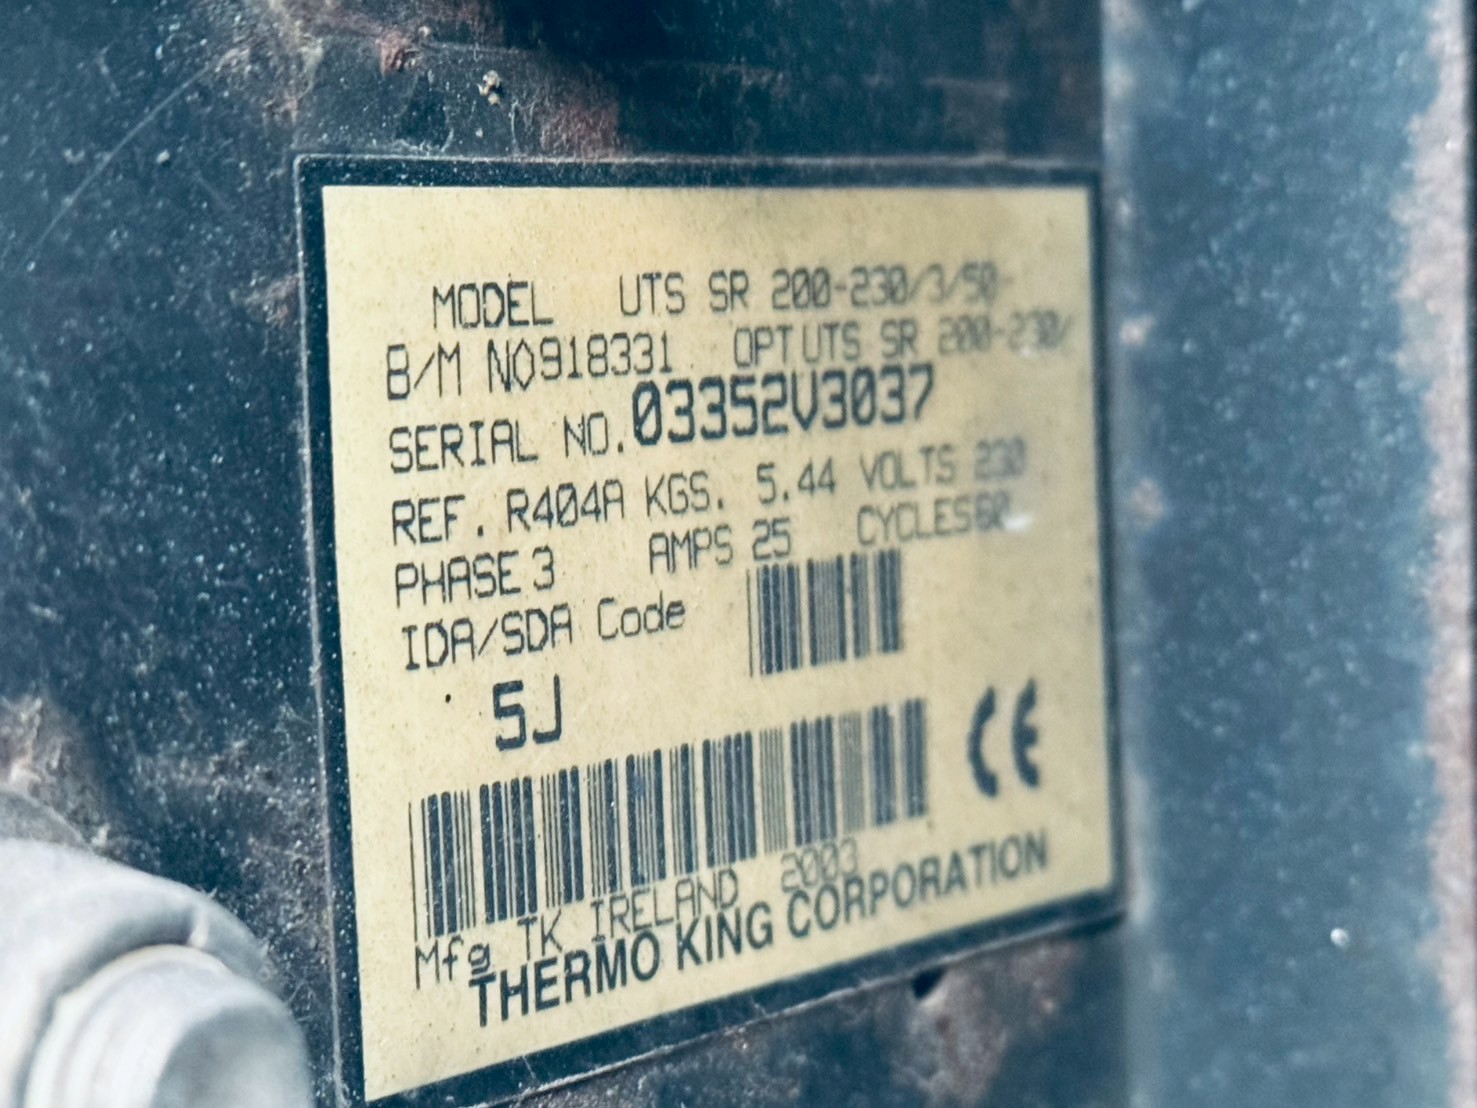 MODEL UTS SR 200-230/3/50-
B/M NO918331 OPT UTS SR 200-230/
SERIAL NO. 03352V3037
REF. R404A KGS. 5.44 VOLTS 230
PHASE 3 AMPS 25 CYCLES 60
IDA/SDA Code
5J
CE
Mfg TK IRELAND 2003
THERMO KING CORPORATION